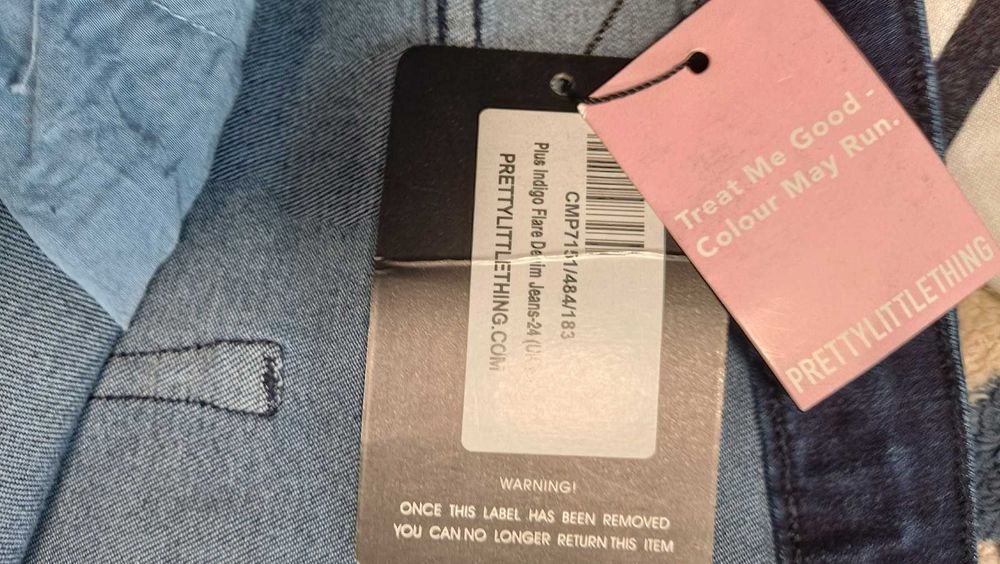 CMP7151/484/183
Plus Indigo Flare Denim Jeans-24
PRETTYLITTLETHING.COM
WARNING!
ONCE THIS LABEL HAS BEEN REMOVED
YOU CAN NO LONGER RETURN THIS ITEM
Treat Me Good -
Colour May Run.
PRETTYLITTLETHING